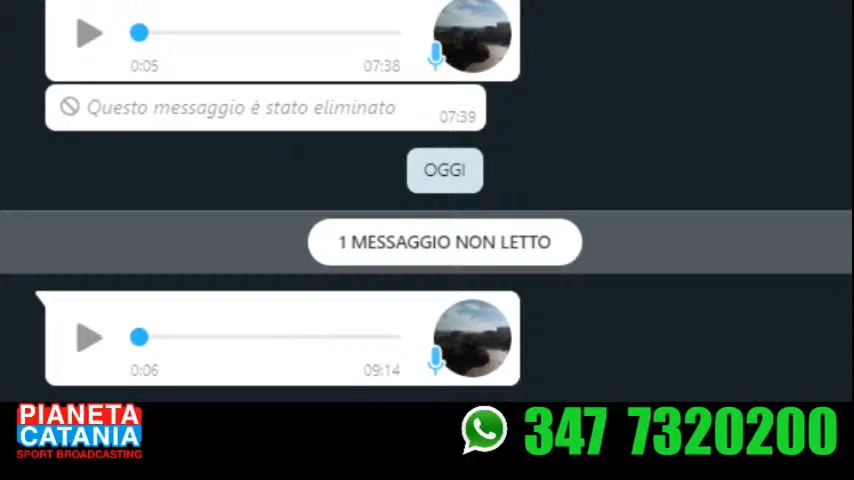 0:05 07:38
Questo messaggio è stato eliminato
07:39
OGGI
1 MESSAGGIO NON LETTO
0:06 09:14
PIANETA
CATANIA
SPORT BROADCASTING
347 7320200